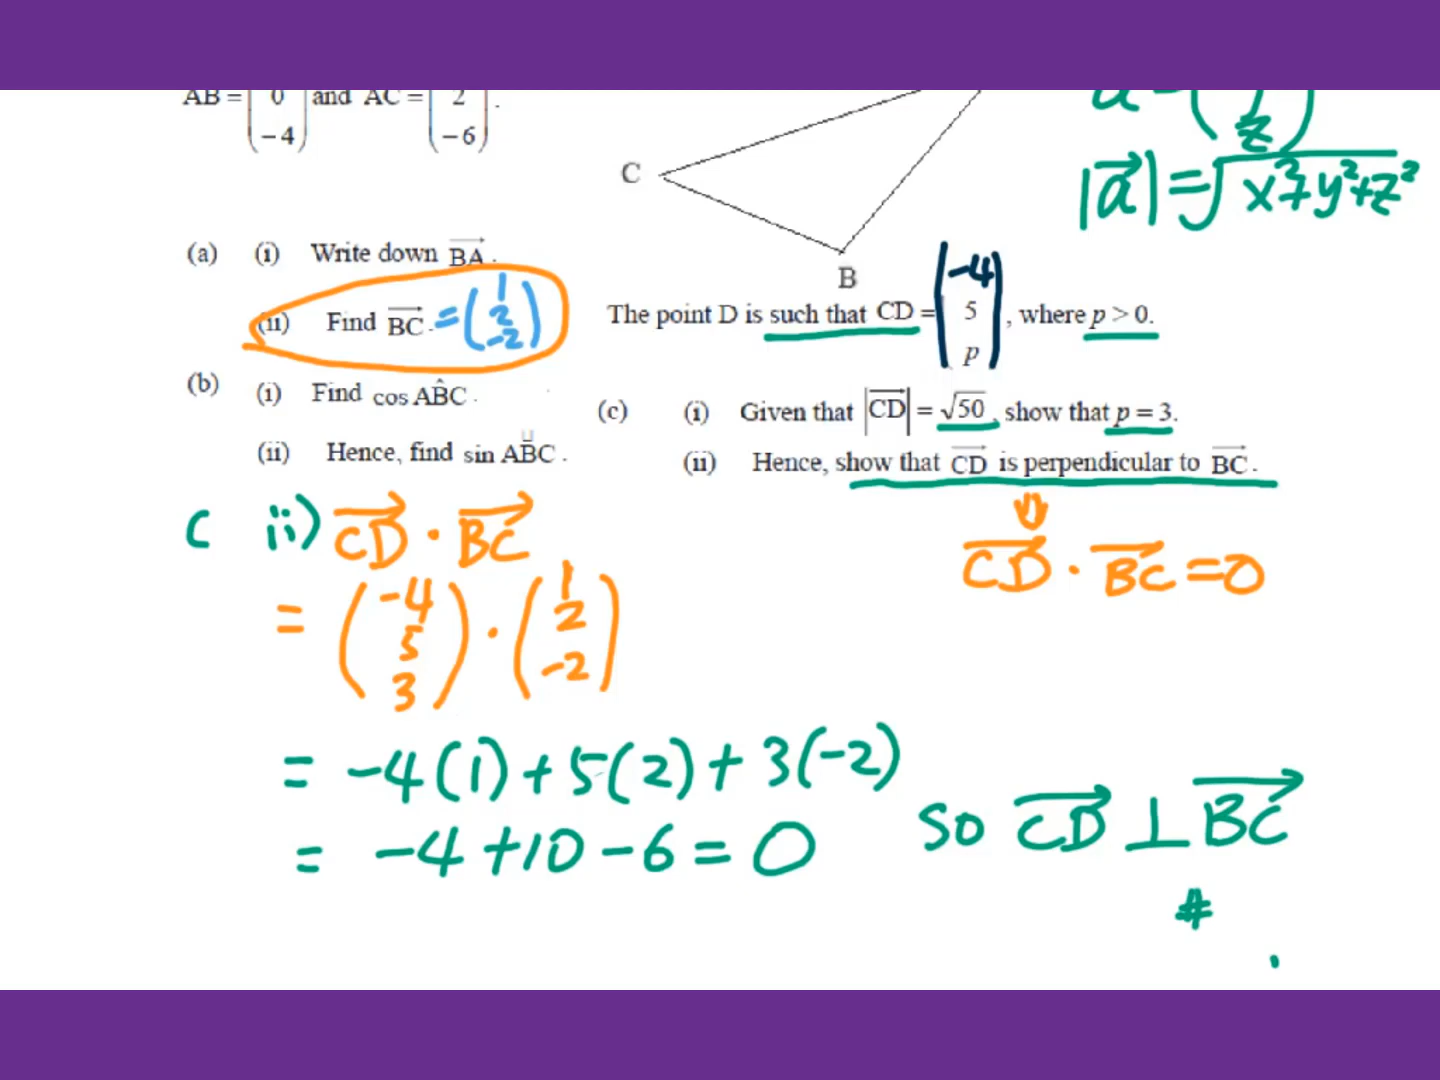 AB = ( 0 -4 ) and AC = ( 2 -6 ) .
|a⃗| = √x²+y²+z²
C
B
(a) (i) Write down BA .
(ii) Find BC . = ( 1 2 -2 )
(b) (i) Find cos AB̂C .
(ii) Hence, find sin ABC .
The point D is such that CD = ( -4 5 p ) , where p > 0.
(c) (i) Given that |CD| = √50 , show that p = 3.
(ii) Hence, show that CD is perpendicular to BC .
CD · BC = 0
C ii) CD · BC
= ( -4 5 3 ) · ( 1 2 -2 )
= -4(1) + 5(2) + 3(-2)
= -4 + 10 - 6 = 0
So CD ⊥ BC
#